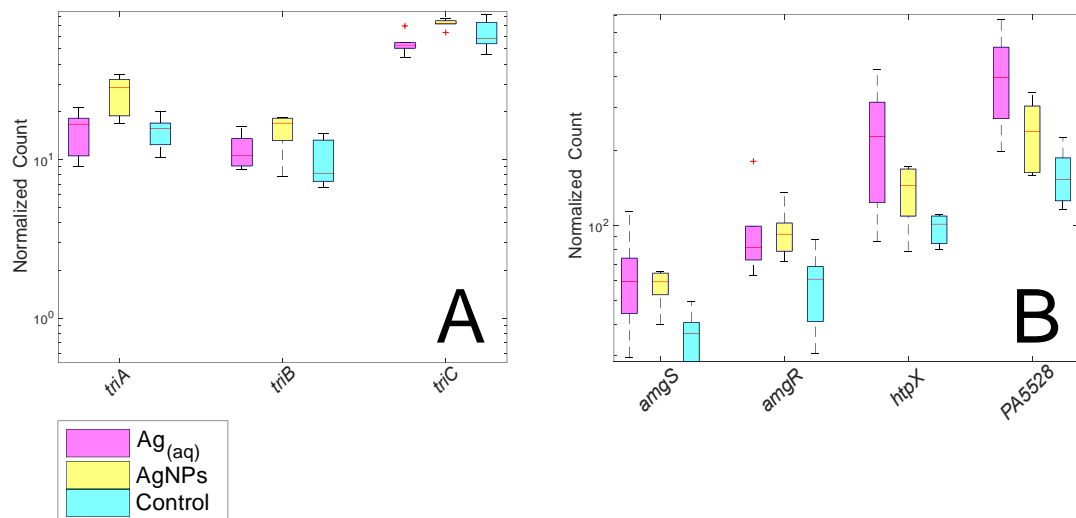 Normalized Count
10¹
10⁰
A
triA
triB
triC
Normalized Count
10²
B
amgS
amgR
htpX
PA5528
Ag(aq)
AgNPs
Control